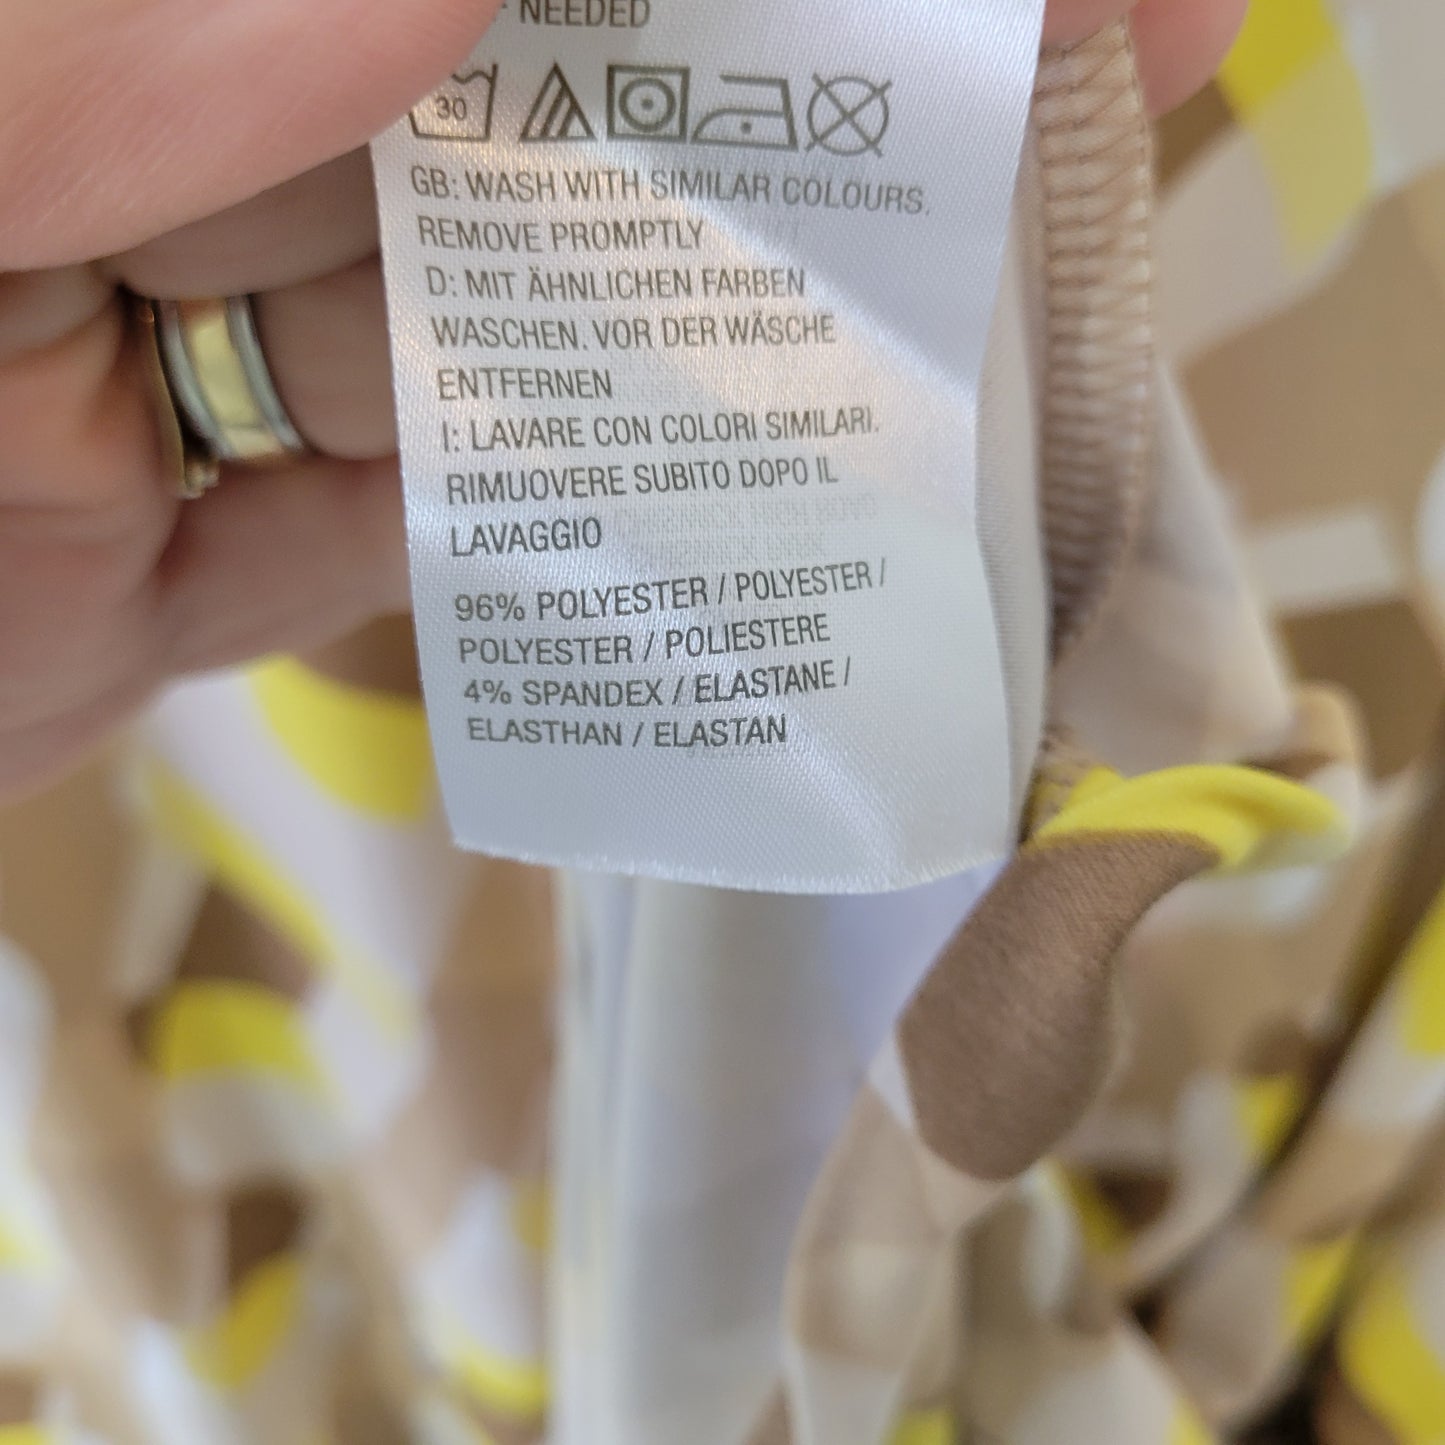 NEEDED
30
GB: WASH WITH SIMILAR COLOURS.
REMOVE PROMPTLY
D: MIT ÄHNLICHEN FARBEN
WASCHEN. VOR DER WÄSCHE
ENTFERNEN
I: LAVARE CON COLORI SIMILARI.
RIMUOVERE SUBITO DOPO IL
LAVAGGIO
96% POLYESTER / POLYESTER /
POLYESTER / POLIESTERE
4% SPANDEX / ELASTANE /
ELASTHAN / ELASTAN